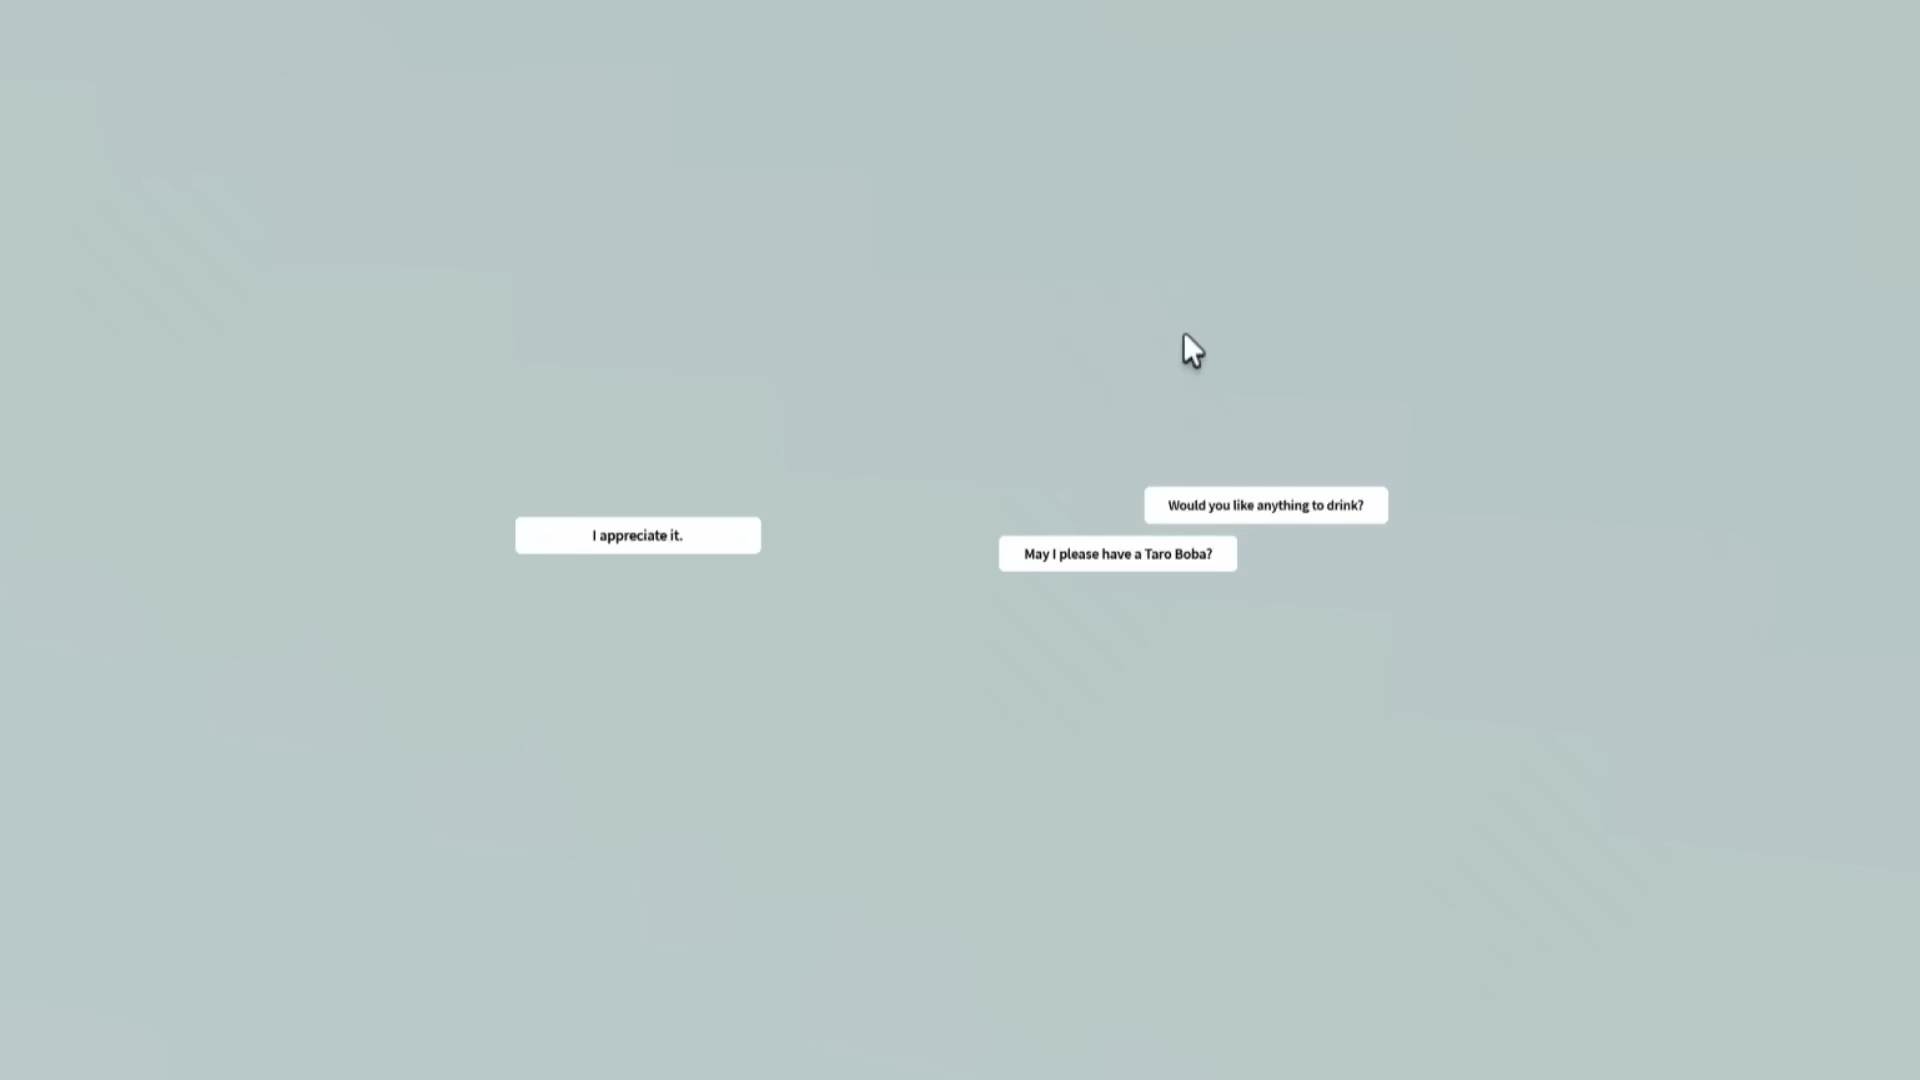 Would you like anything to drink?
I appreciate it.
May I please have a Taro Boba?